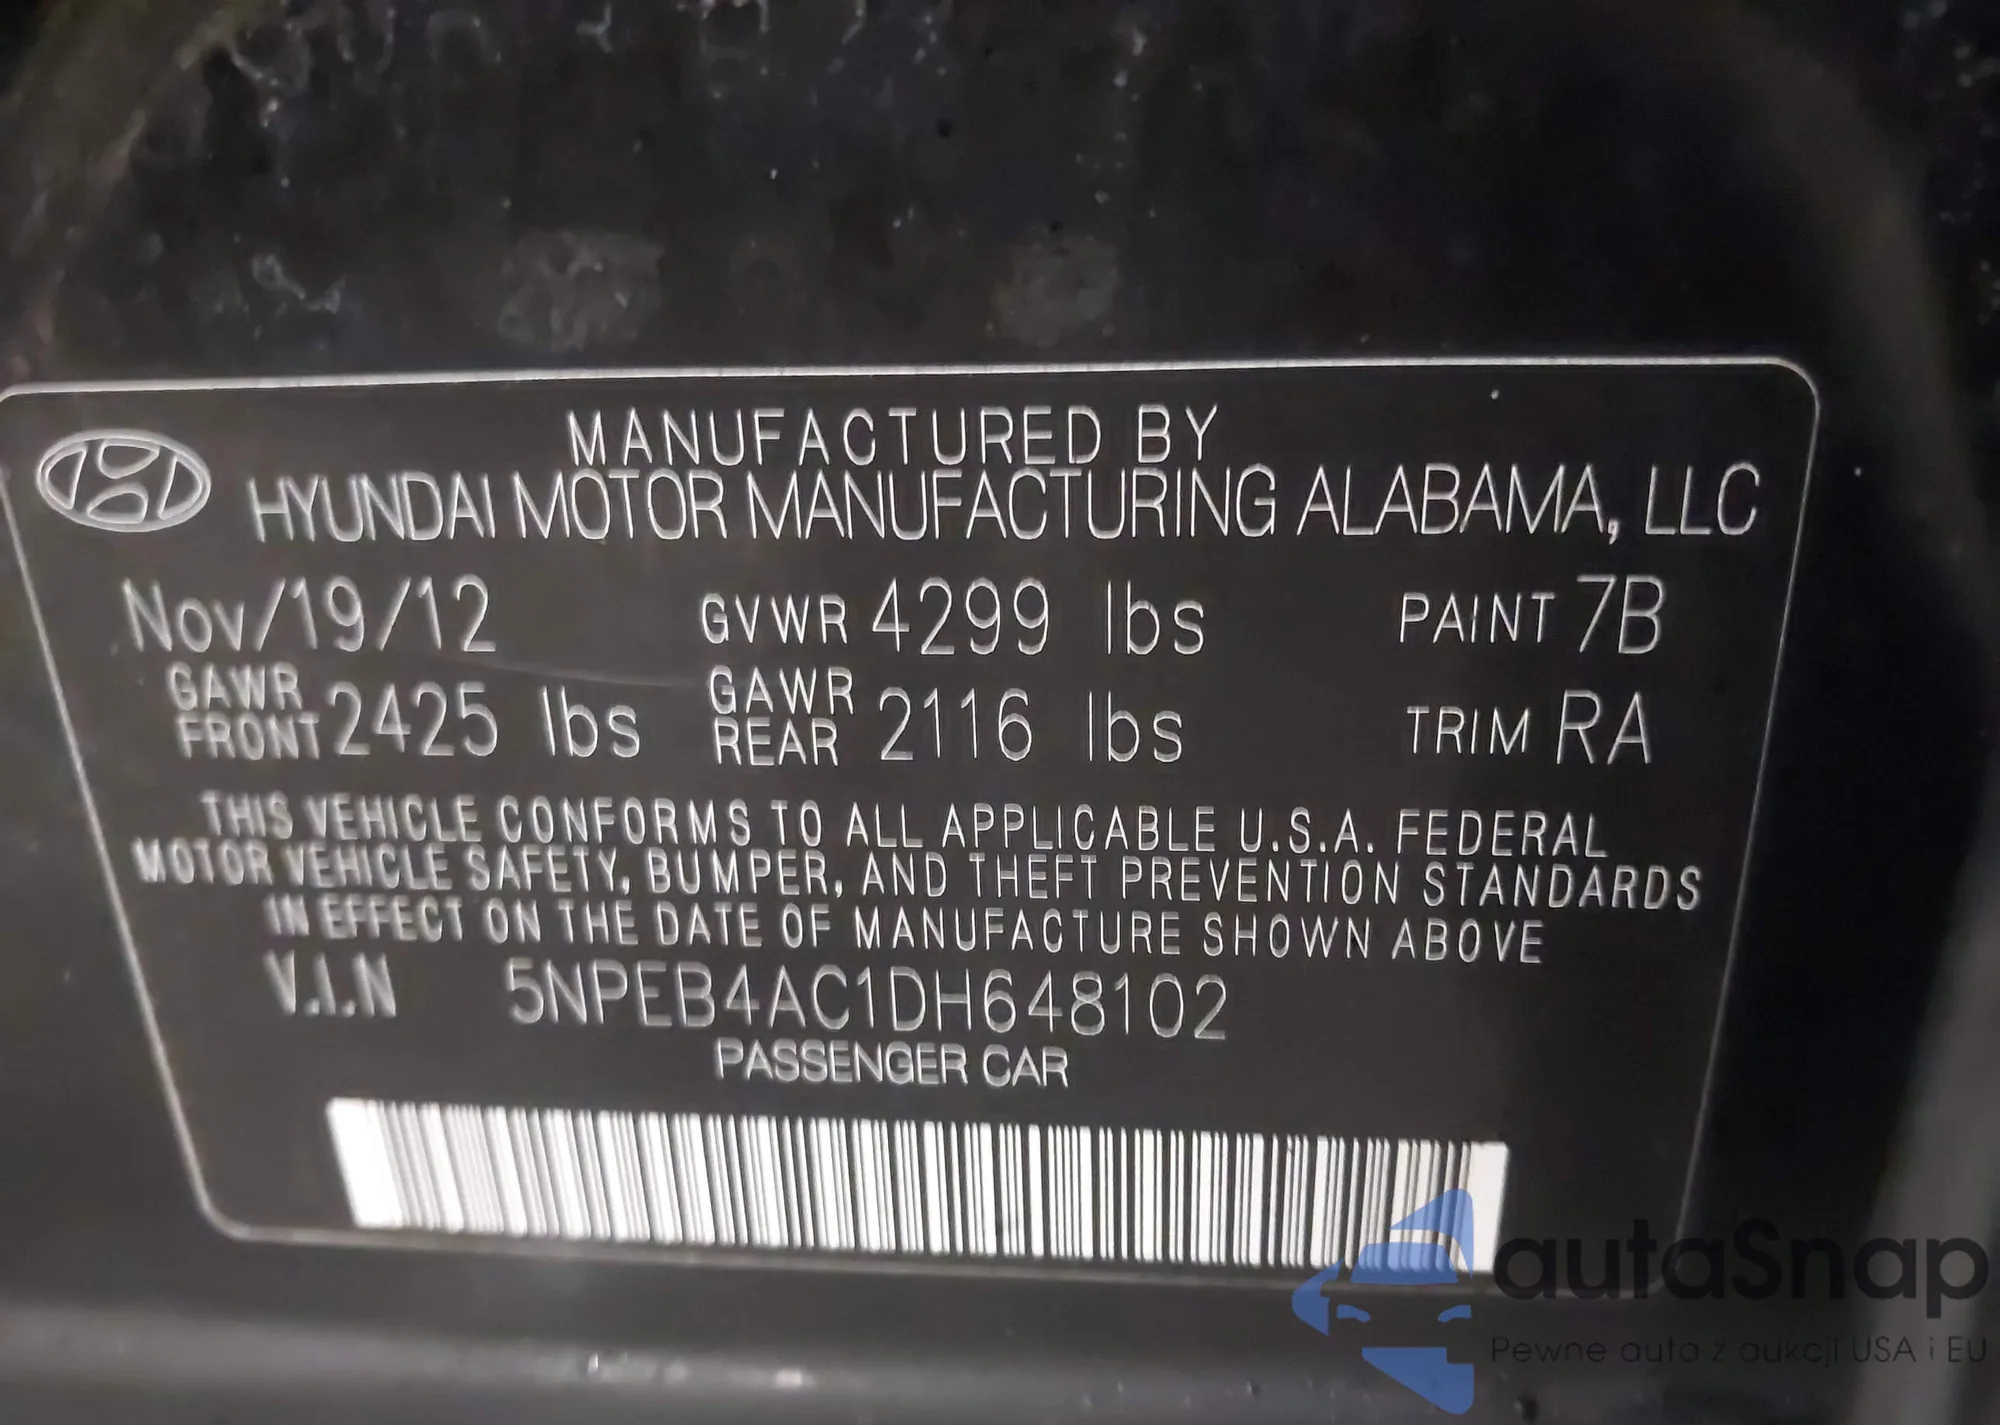 MANUFACTURED BY
HYUNDAI MOTOR MANUFACTURING ALABAMA, LLC
Nov/19/12 GVWR 4299 lbs PAINT 7B
GAWR FRONT 2425 lbs GAWR REAR 2116 lbs TRIM RA
THIS VEHICLE CONFORMS TO ALL APPLICABLE U.S.A. FEDERAL
MOTOR VEHICLE SAFETY, BUMPER, AND THEFT PREVENTION STANDARDS
IN EFFECT ON THE DATE OF MANUFACTURE SHOWN ABOVE
V.I.N 5NPEB4AC1DH648102
PASSENGER CAR
autaSnap
Pewne auta z aukcji USA i EU